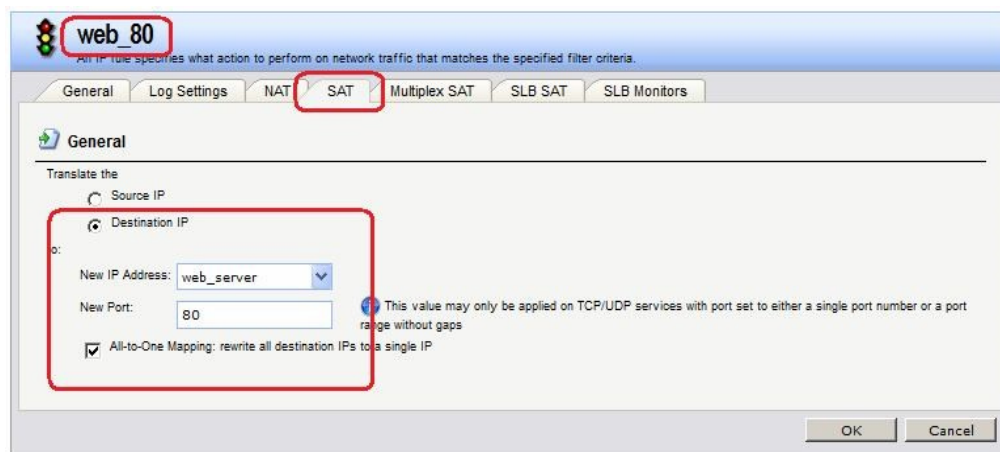 web_80
An IP rule specifies what action to perform on network traffic that matches the specified filter criteria.
General Log Settings NAT SAT Multiplex SAT SLB SAT SLB Monitors
General
Translate the
Source IP
Destination IP
o:
New IP Address: web_server
New Port: 80 This value may only be applied on TCP/UDP services with port set to either a single port number or a port
range without gaps
All-to-One Mapping: rewrite all destination IPs to a single IP
OK Cancel